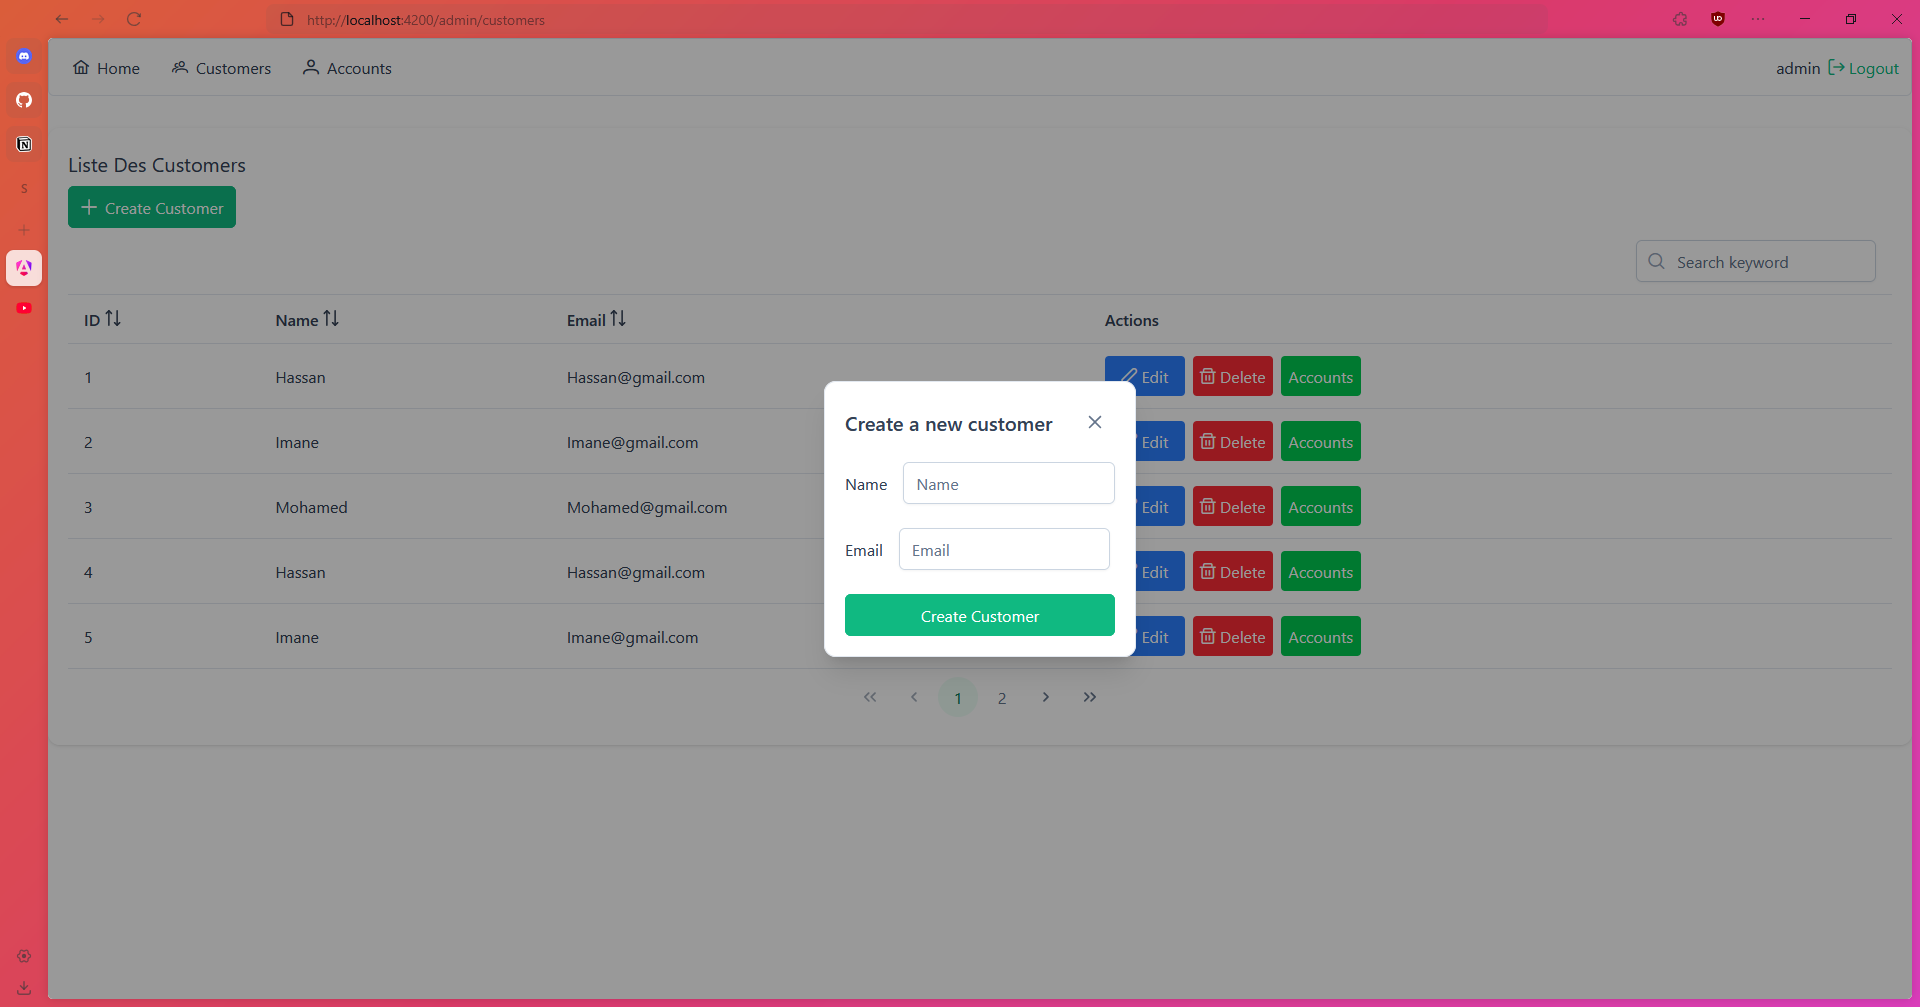 http://localhost:4200/admin/customers
Home Customers Accounts admin Logout
S
Liste Des Customers
Create Customer
Search keyword
ID Name Email Actions
1 Hassan Hassan@gmail.com Edit Delete Accounts
2 Imane Imane@gmail.com Edit Delete Accounts
3 Mohamed Mohamed@gmail.com Edit Delete Accounts
4 Hassan Hassan@gmail.com Edit Delete Accounts
5 Imane Imane@gmail.com Edit Delete Accounts
Create a new customer
Name Name
Email Email
Create Customer
1 2